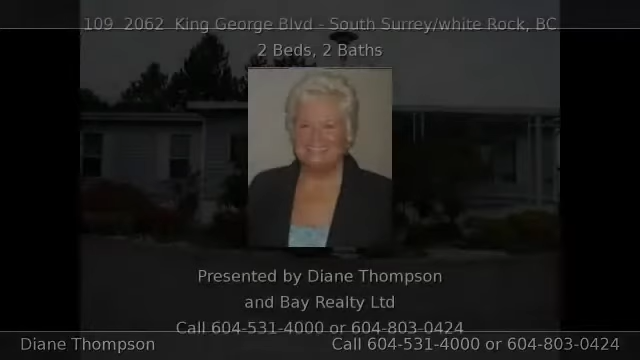 109 2062 King George Blvd - South Surrey/white Rock, BC
2 Beds, 2 Baths
Presented by Diane Thompson
and Bay Realty Ltd
Call 604-531-4000 or 604-803-0424
Diane Thompson
Call 604-531-4000 or 604-803-0424